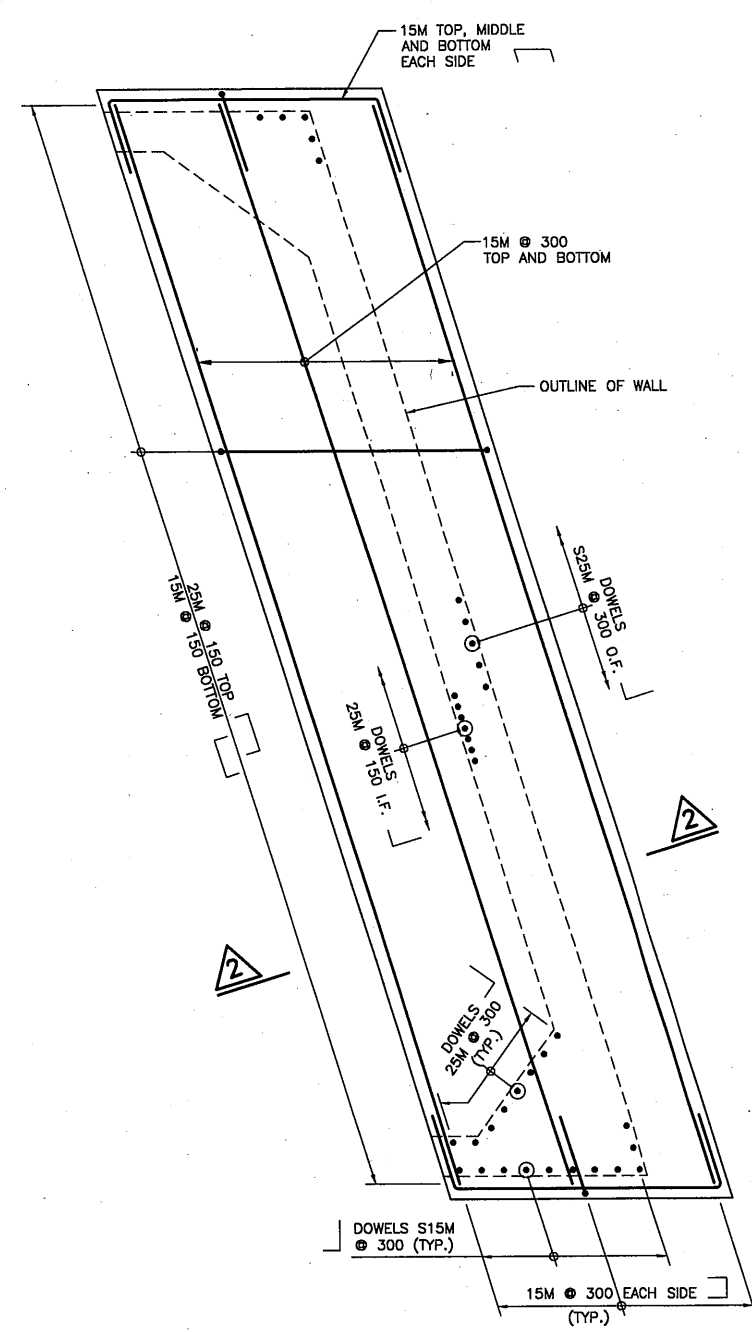 15M TOP, MIDDLE
AND BOTTOM
EACH SIDE
15M @ 300
TOP AND BOTTOM
OUTLINE OF WALL
DOWELS
S25M @ 300 O.F.
25M @ 150 TOP
15M @ 150 BOTTOM
DOWELS
25M @ 150 I.F.
2
2
DOWELS
25M @ 300
(TYP.)
DOWELS S15M
@ 300 (TYP.)
15M @ 300 EACH SIDE
(TYP.)